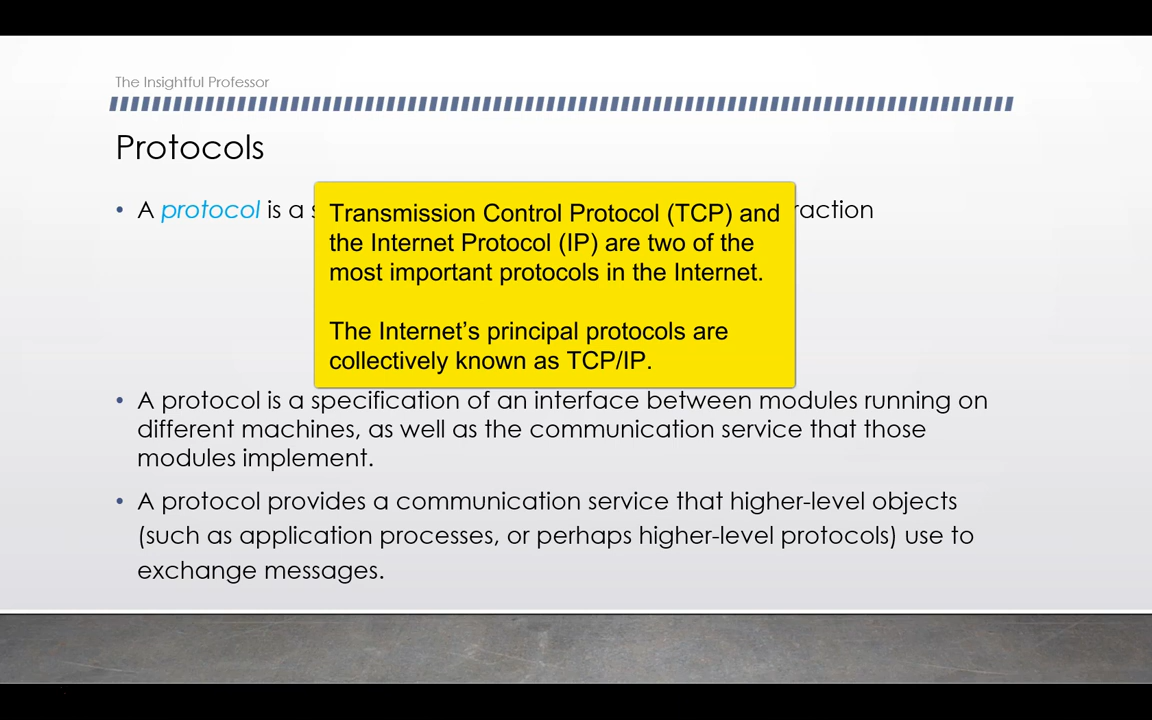 The Insightful Professor
Protocols
• A protocol is a
Transmission Control Protocol (TCP) and
the Internet Protocol (IP) are two of the
most important protocols in the Internet.
The Internet’s principal protocols are
collectively known as TCP/IP.
• A protocol is a specification of an interface between modules running on
different machines, as well as the communication service that those
modules implement.
• A protocol provides a communication service that higher-level objects
(such as application processes, or perhaps higher-level protocols) use to
exchange messages.